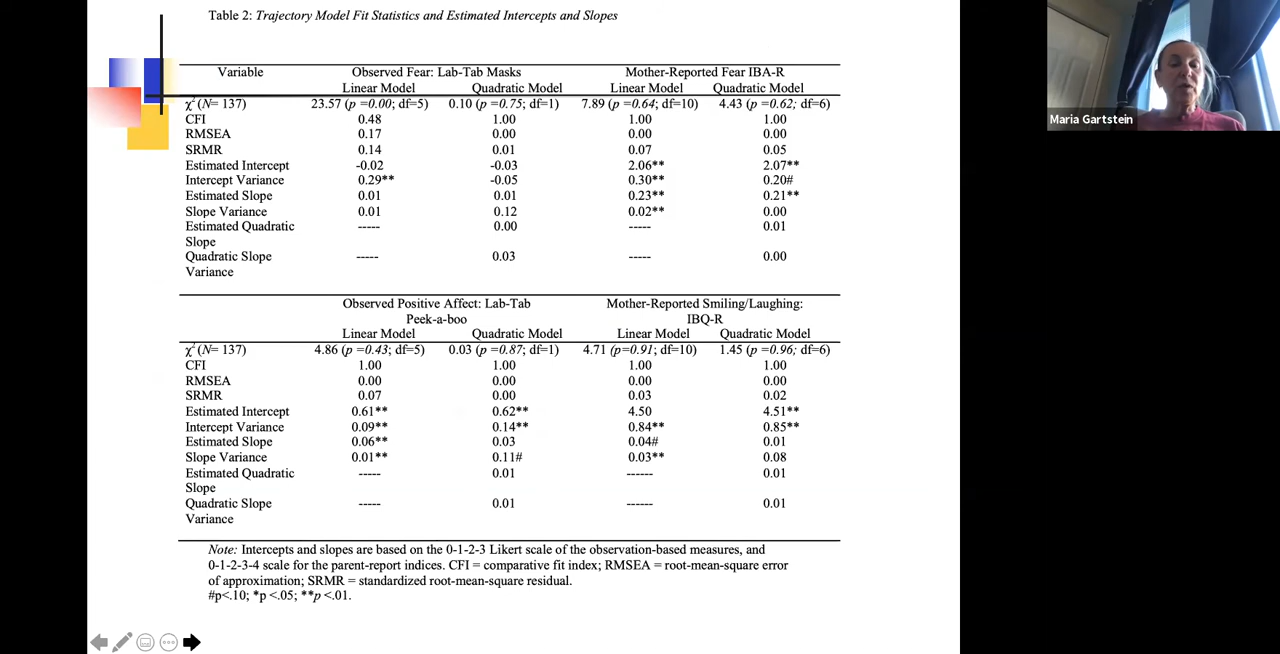 Table 2: Trajectory Model Fit Statistics and Estimated Intercepts and Slopes
Variable Observed Fear: Lab-Tab Masks Mother-Reported Fear IBA-R
Linear Model Quadratic Model Linear Model Quadratic Model
χ² (N= 137) 23.57 (p =0.00; df=5) 0.10 (p =0.75; df=1) 7.89 (p =0.64; df=10) 4.43 (p =0.62; df=6)
CFI 0.48 1.00 1.00 1.00
RMSEA 0.17 0.00 0.00 0.00
SRMR 0.14 0.01 0.07 0.05
Estimated Intercept -0.02 -0.03 2.06** 2.07**
Intercept Variance 0.29** -0.05 0.30** 0.20#
Estimated Slope 0.01 0.01 0.23** 0.21**
Slope Variance 0.01 0.12 0.02** 0.00
Estimated Quadratic ----- 0.00 ----- 0.01
Slope
Quadratic Slope ----- 0.03 ----- 0.00
Variance
Observed Positive Affect: Lab-Tab Mother-Reported Smiling/Laughing:
Peek-a-boo IBQ-R
Linear Model Quadratic Model Linear Model Quadratic Model
χ² (N= 137) 4.86 (p =0.43; df=5) 0.03 (p =0.87; df=1) 4.71 (p=0.91; df=10) 1.45 (p =0.96; df=6)
CFI 1.00 1.00 1.00 1.00
RMSEA 0.00 0.00 0.00 0.00
SRMR 0.07 0.00 0.03 0.02
Estimated Intercept 0.61** 0.62** 4.50 4.51**
Intercept Variance 0.09** 0.14** 0.84** 0.85**
Estimated Slope 0.06** 0.03 0.04# 0.01
Slope Variance 0.01** 0.11# 0.03** 0.08
Estimated Quadratic ----- 0.01 ------ 0.01
Slope
Quadratic Slope ----- 0.01 ------ 0.01
Variance
Note: Intercepts and slopes are based on the 0-1-2-3 Likert scale of the observation-based measures, and
0-1-2-3-4 scale for the parent-report indices. CFI = comparative fit index; RMSEA = root-mean-square error
of approximation; SRMR = standardized root-mean-square residual.
#p<.10; *p <.05; **p <.01.
Maria Gartstein